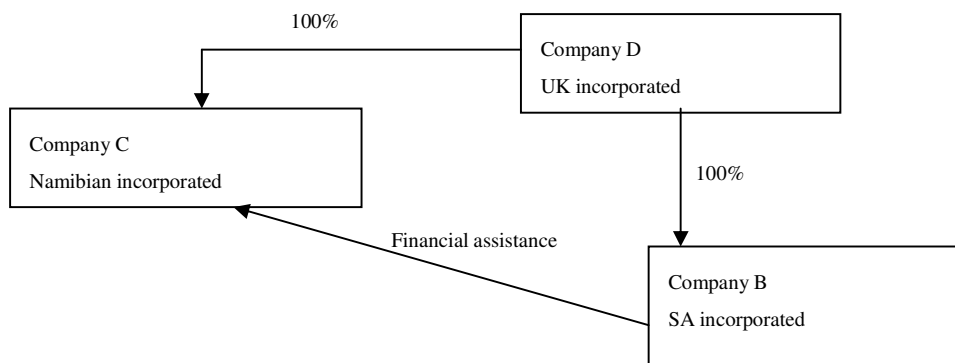 100%
Company D
UK incorporated
Company C
Namibian incorporated
100%
Financial assistance
Company B
SA incorporated